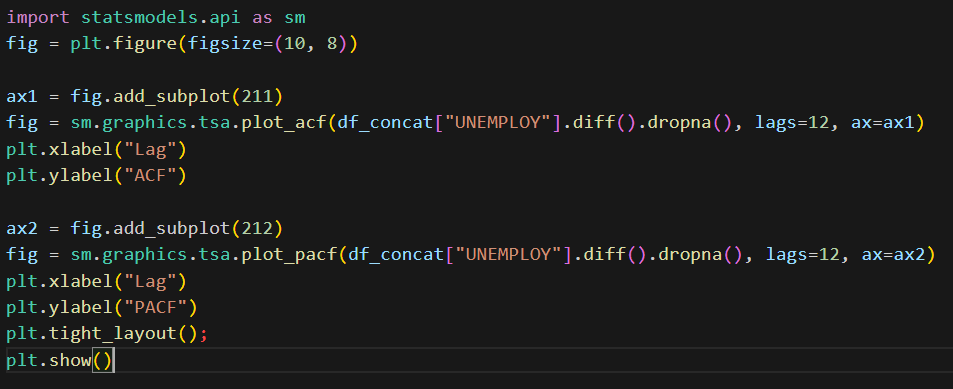 import statsmodels.api as sm
fig = plt.figure(figsize=(10, 8))
ax1 = fig.add_subplot(211)
fig = sm.graphics.tsa.plot_acf(df_concat["UNEMPLOY"].diff().dropna(), lags=12, ax=ax1)
plt.xlabel("Lag")
plt.ylabel("ACF")
ax2 = fig.add_subplot(212)
fig = sm.graphics.tsa.plot_pacf(df_concat["UNEMPLOY"].diff().dropna(), lags=12, ax=ax2)
plt.xlabel("Lag")
plt.ylabel("PACF")
plt.tight_layout();
plt.show()